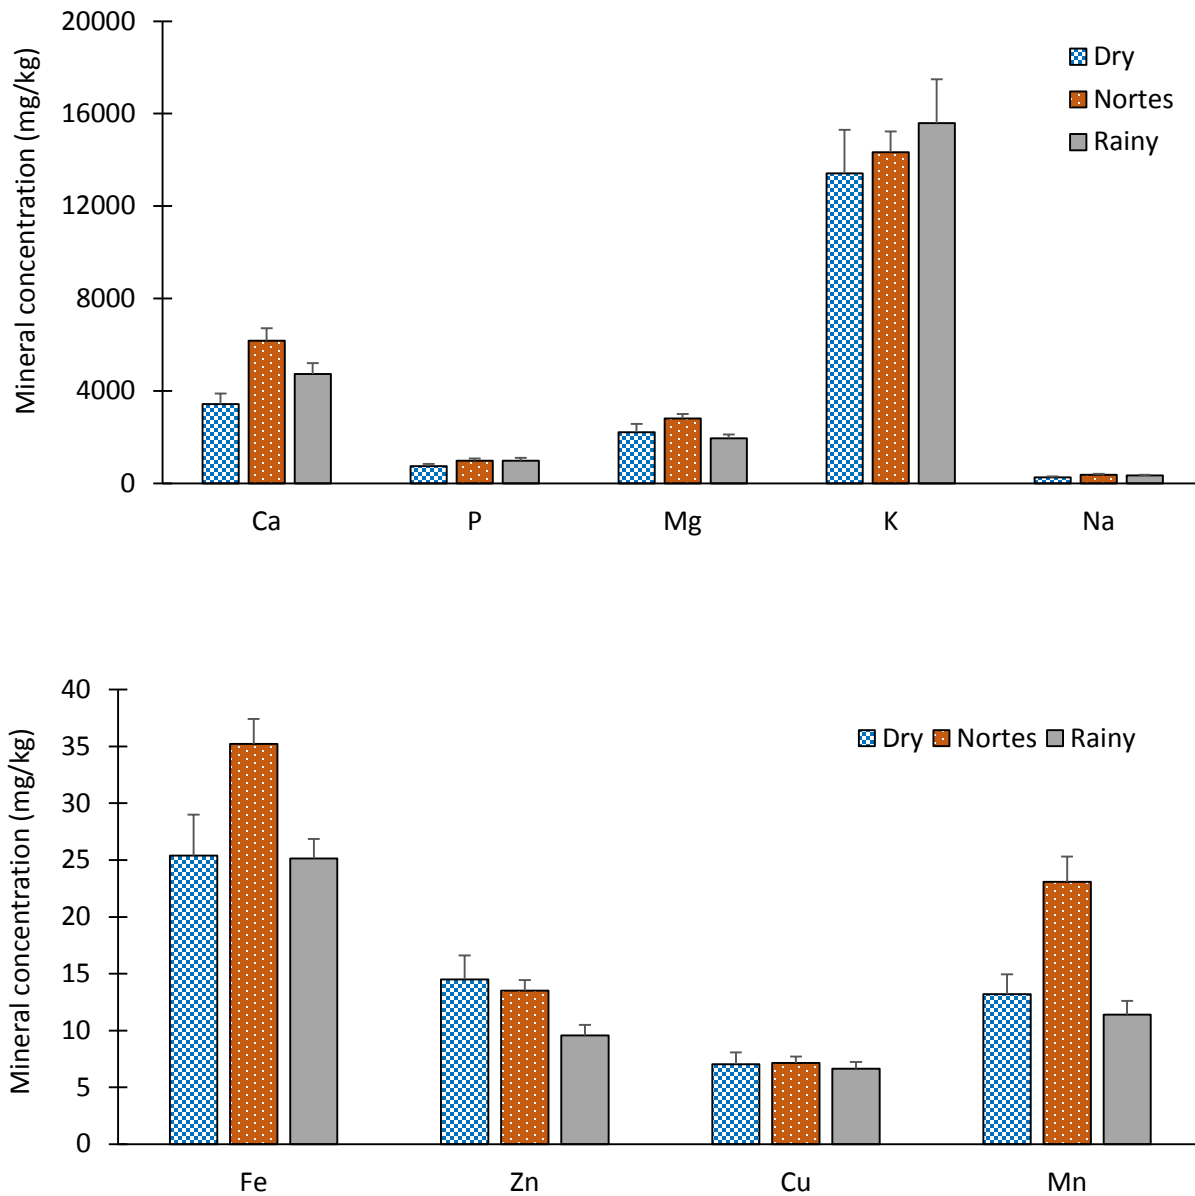 Mineral concentration (mg/kg)
20000
16000
12000
8000
4000
0
Dry
Nortes
Rainy
Ca P Mg K Na
Mineral concentration (mg/kg)
40
35
30
25
20
15
10
5
0
Dry Nortes Rainy
Fe Zn Cu Mn